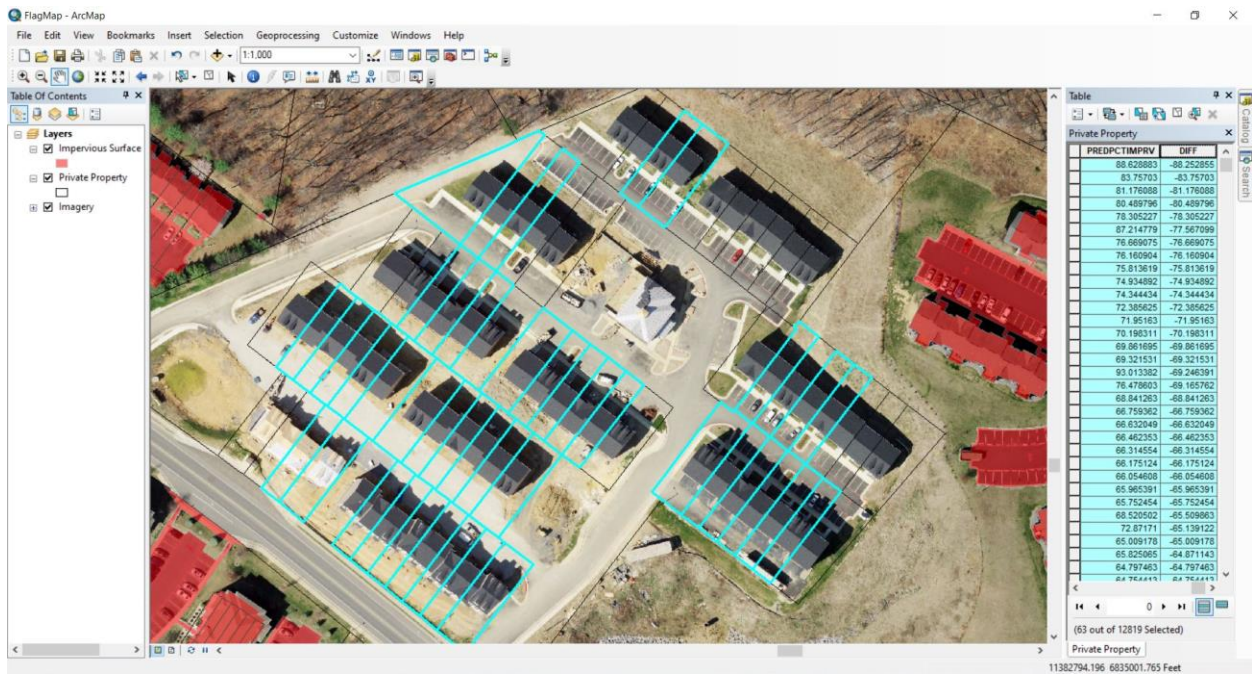 FlagMap - ArcMap
File Edit View Bookmarks Insert Selection Geoprocessing Customize Windows Help
1:1,000
Table Of Contents
Layers
Impervious Surface
Private Property
Imagery
Table
Private Property
PREDPCTIMPRV DIFF
88.628883 -88.252855
83.75703 -83.75703
81.176088 -81.176088
80.489796 -80.489796
78.305227 -78.305227
87.214779 -77.567099
76.669075 -76.669075
76.160904 -76.160904
75.813619 -75.813619
74.934892 -74.934892
74.344434 -74.344434
72.385625 -72.385625
71.95163 -71.95163
70.198311 -70.198311
69.861695 -69.861695
69.321531 -69.321531
93.013382 -69.246391
76.478603 -69.165762
68.841263 -68.841263
66.759362 -66.759362
66.632049 -66.632049
66.462353 -66.462353
66.314554 -66.314554
66.175124 -66.175124
66.054608 -66.054608
65.965391 -65.965391
65.752454 -65.752454
68.520502 -65.509863
72.87171 -65.139122
65.009178 -65.009178
65.825065 -64.871143
64.797463 -64.797463
64.754413 -64.754413
0
(63 out of 12819 Selected)
Private Property
Catalog
Search
11382794.196 6835001.765 Feet